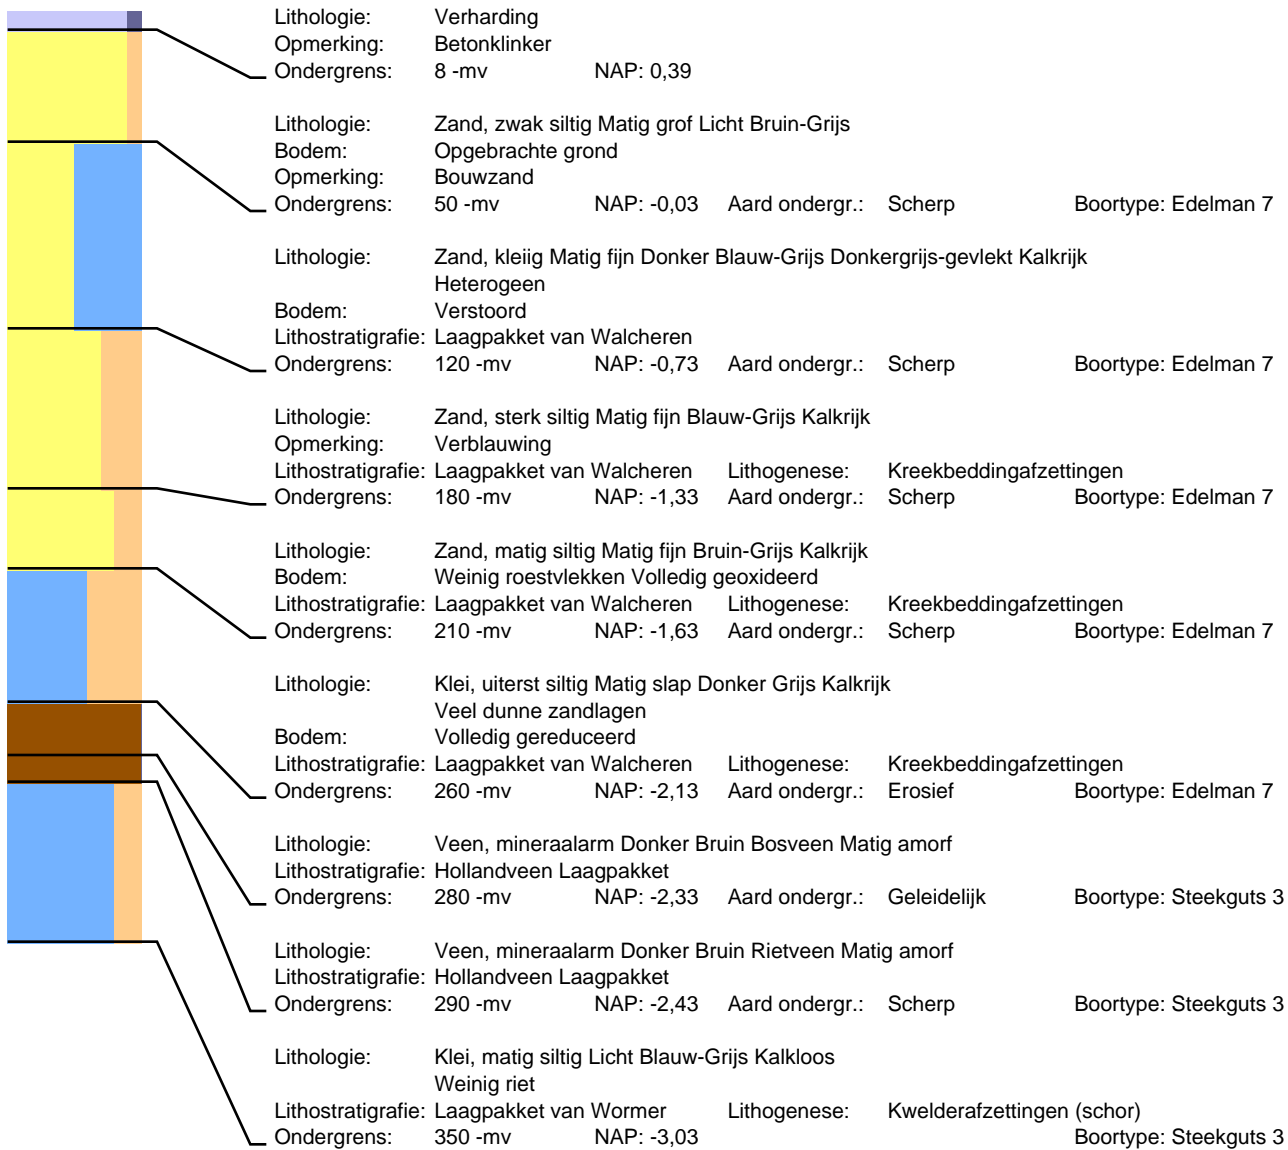 Lithologie: Verharding
Opmerking: Betonklinker
Ondergrens: 8 -mv NAP: 0,39
Lithologie: Zand, zwak siltig Matig grof Licht Bruin-Grijs
Bodem: Opgebrachte grond
Opmerking: Bouwzand
Ondergrens: 50 -mv NAP: -0,03 Aard ondergr.: Scherp Boortype: Edelman 7
Lithologie: Zand, kleiig Matig fijn Donker Blauw-Grijs Donkergrijs-gevlekt Kalkrijk
Heterogeen
Bodem: Verstoord
Lithostratigrafie: Laagpakket van Walcheren
Ondergrens: 120 -mv NAP: -0,73 Aard ondergr.: Scherp Boortype: Edelman 7
Lithologie: Zand, sterk siltig Matig fijn Blauw-Grijs Kalkrijk
Opmerking: Verblauwing
Lithostratigrafie: Laagpakket van Walcheren Lithogenese: Kreekbeddingafzettingen
Ondergrens: 180 -mv NAP: -1,33 Aard ondergr.: Scherp Boortype: Edelman 7
Lithologie: Zand, matig siltig Matig fijn Bruin-Grijs Kalkrijk
Bodem: Weinig roestvlekken Volledig geoxideerd
Lithostratigrafie: Laagpakket van Walcheren Lithogenese: Kreekbeddingafzettingen
Ondergrens: 210 -mv NAP: -1,63 Aard ondergr.: Scherp Boortype: Edelman 7
Lithologie: Klei, uiterst siltig Matig slap Donker Grijs Kalkrijk
Veel dunne zandlagen
Bodem: Volledig gereduceerd
Lithostratigrafie: Laagpakket van Walcheren Lithogenese: Kreekbeddingafzettingen
Ondergrens: 260 -mv NAP: -2,13 Aard ondergr.: Erosief Boortype: Edelman 7
Lithologie: Veen, mineraalarm Donker Bruin Bosveen Matig amorf
Lithostratigrafie: Hollandveen Laagpakket
Ondergrens: 280 -mv NAP: -2,33 Aard ondergr.: Geleidelijk Boortype: Steekguts 3
Lithologie: Veen, mineraalarm Donker Bruin Rietveen Matig amorf
Lithostratigrafie: Hollandveen Laagpakket
Ondergrens: 290 -mv NAP: -2,43 Aard ondergr.: Scherp Boortype: Steekguts 3
Lithologie: Klei, matig siltig Licht Blauw-Grijs Kalkloos
Weinig riet
Lithostratigrafie: Laagpakket van Wormer Lithogenese: Kwelderafzettingen (schor)
Ondergrens: 350 -mv NAP: -3,03 Boortype: Steekguts 3